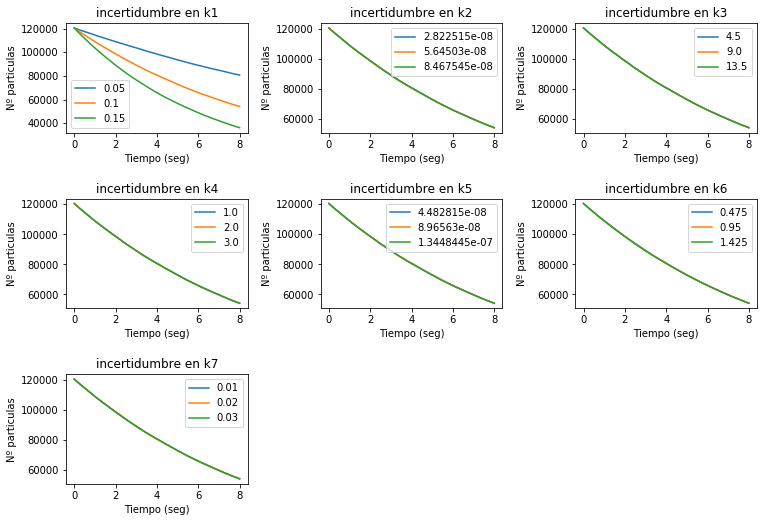 incertidumbre en k1
120000
100000
80000
60000
40000
Nº particulas
0.05
0.1
0.15
0
2
4
6
8
Tiempo (seg)
incertidumbre en k2
120000
100000
80000
60000
Nº particulas
2.822515e-08
5.64503e-08
8.467545e-08
0
2
4
6
8
Tiempo (seg)
incertidumbre en k3
120000
100000
80000
60000
Nº particulas
4.5
9.0
13.5
0
2
4
6
8
Tiempo (seg)
incertidumbre en k4
120000
100000
80000
60000
Nº particulas
1.0
2.0
3.0
0
2
4
6
8
Tiempo (seg)
incertidumbre en k5
120000
100000
80000
60000
Nº particulas
4.482815e-08
8.96563e-08
1.3448445e-07
0
2
4
6
8
Tiempo (seg)
incertidumbre en k6
120000
100000
80000
60000
Nº particulas
0.475
0.95
1.425
0
2
4
6
8
Tiempo (seg)
incertidumbre en k7
120000
100000
80000
60000
Nº particulas
0.01
0.02
0.03
0
2
4
6
8
Tiempo (seg)